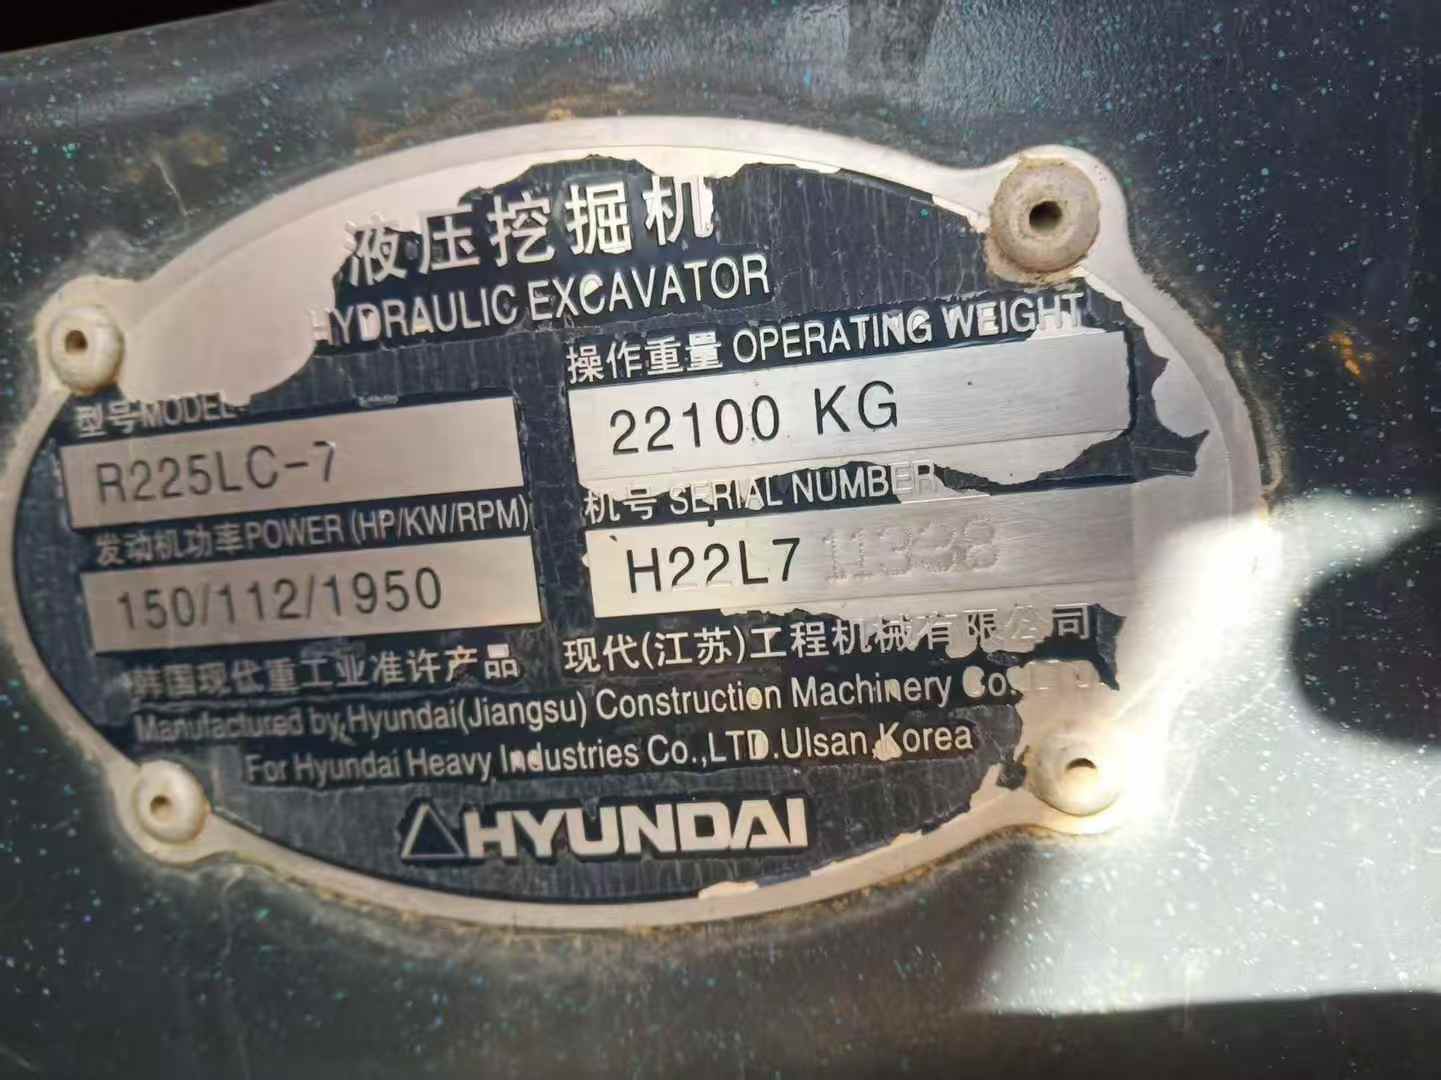 液压挖掘机
HYDRAULIC EXCAVATOR
型号MODEL
R225LC-7
操作重量 OPERATING WEIGHT
22100 KG
发动机功率POWER (HP/KW/RPM)
150/112/1950
机号 SERIAL NUMBER
H22L7
韩国现代重工业准许产品
现代(江苏)工程机械有限公司
Manufactured by, Hyundai(Jiangsu) Construction Machinery Co.
For Hyundai Heavy Industries Co.,LTD.Ulsan,Korea
HYUNDAI